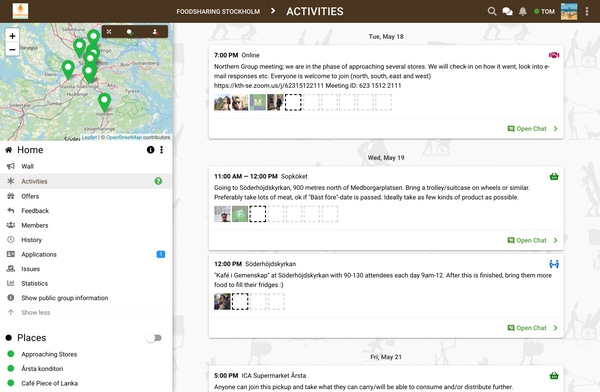 FOODSHARING STOCKHOLM
ACTIVITIES
TOM
+
−
Leaflet | © OpenStreetMap contributors
Home
Wall
Activities
Offers
Feedback
Members
History
Applications
1
Issues
Statistics
Show public group information
Show less
Places
Approaching Stores
Årsta konditori
Café Piece of Lanka
Tue, May 18
7:00 PM Online
Northern Group meeting; we are in the phase of approaching several stores. We will check-in on how it went, look into e-
mail responses etc. Everyone is welcome to join (north, south, east and west)
https://kth-se.zoom.us/j/62315122111 Meeting ID: 623 1512 2111
M
Open Chat
Wed, May 19
11:00 AM — 12:00 PM Sopköket
Going to Söderhöjdskyrkan, 900 metres north of Medborgarplatsen. Bring a trolley/suitcase on wheels or similar.
Preferably take lots of meat, ok if "Bäst före"-date is passed. Ideally take as few kinds of product as possible.
F
Open Chat
12:00 PM Söderhöjdskyrkan
"Kafé i Gemenskap" at Söderhöjdskyrkan with 90-130 attendees each day 9am-12. After this is finished, bring them more
food to fill their fridges :)
Open Chat
Fri, May 21
5:00 PM ICA Supermarket Årsta
Anyone can join this pickup and take what they can carry/will be able to consume and/or distribute further.